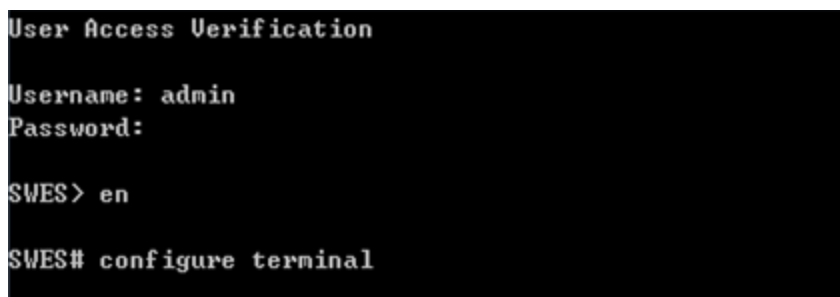 User Access Verification
Username: admin
Password:
SWES> en
SWES# configure terminal